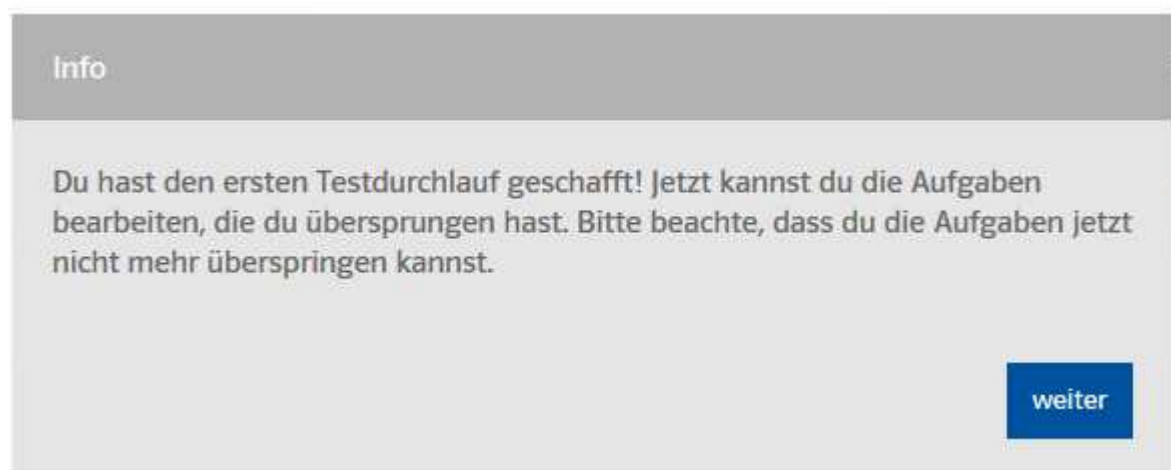 Info
Du hast den ersten Testdurchlauf geschafft! Jetzt kannst du die Aufgaben
bearbeiten, die du übersprungen hast. Bitte beachte, dass du die Aufgaben jetzt
nicht mehr überspringen kannst.
weiter